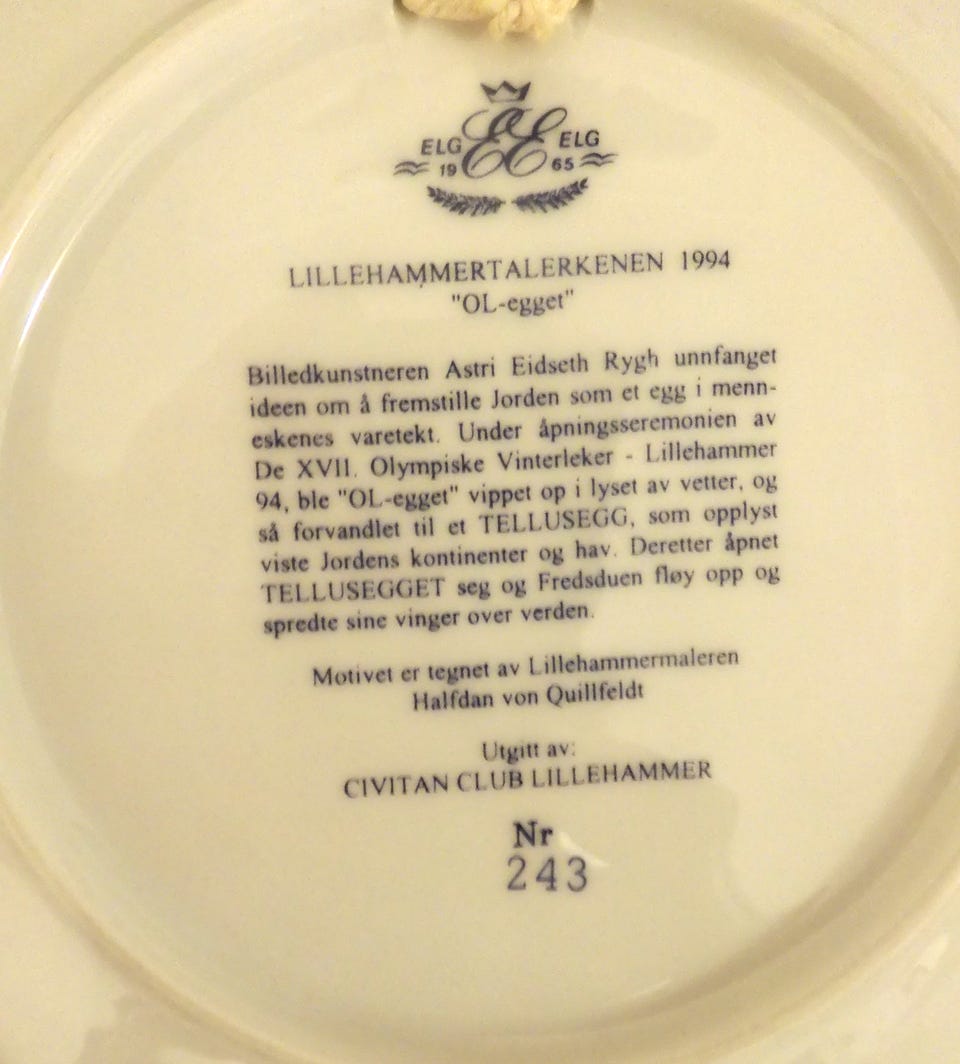 ELG EE ELG
19 65
LILLEHAMMERTALERKENEN 1994
"OL-egget"
Billedkunstneren Astri Eidseth Rygh unnfanget
ideen om å fremstille Jorden som et egg i menn-
eskenes varetekt. Under åpningsseremonien av
De XVII. Olympiske Vinterleker - Lillehammer
94, ble "OL-egget" vippet op i lyset av vetter, og
så forvandlet til et TELLUSEGG, som opplyst
viste Jordens kontinenter og hav. Deretter åpnet
TELLUSEGGET seg og Fredsduen fløy opp og
spredte sine vinger over verden.
Motivet er tegnet av Lillehammermaleren
Halfdan von Quillfeldt
Utgitt av:
CIVITAN CLUB LILLEHAMMER
Nr
243